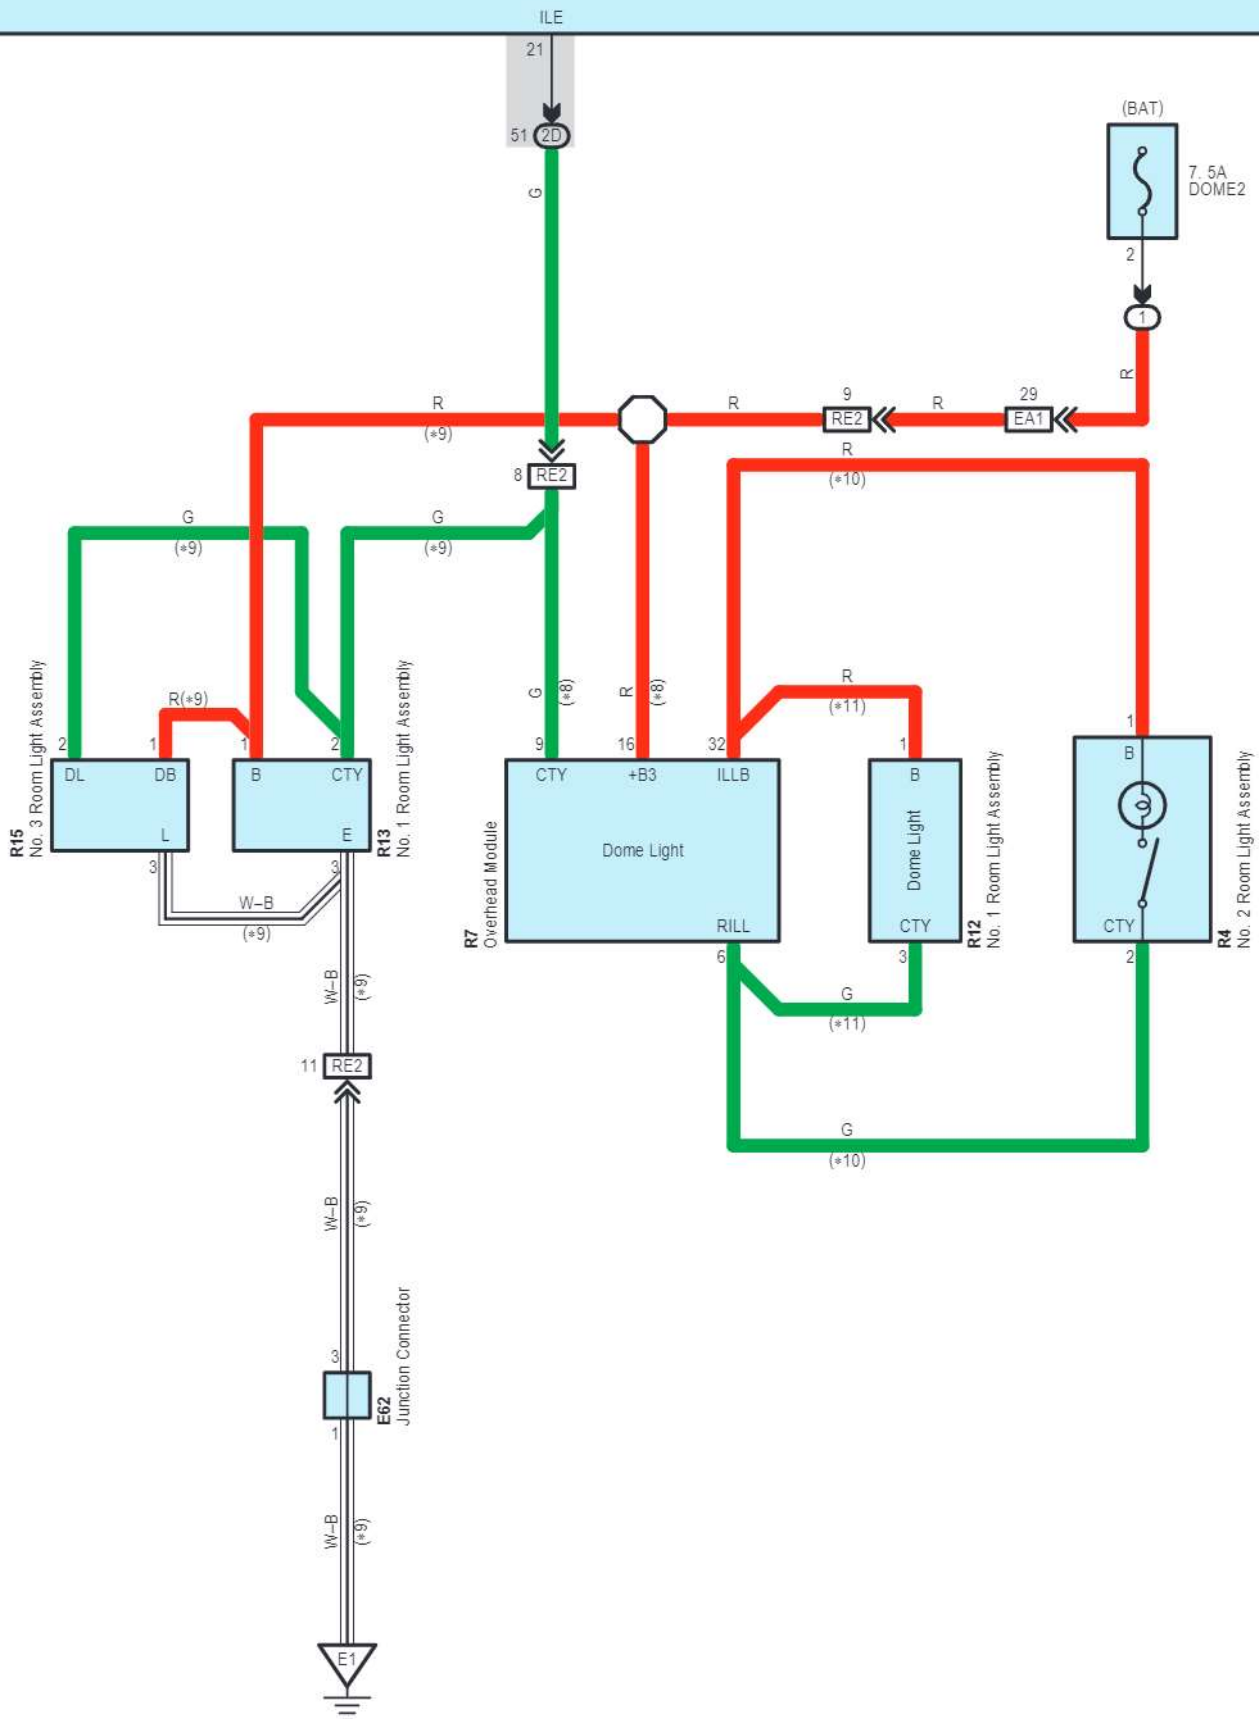 ILE
21
51 2D
G
(BAT)
7. 5A
DOME2
2
1
R
R
(*9)
R
9
RE2
R
29
EA1
R
(*10)
8 RE2
G
(*9)
G
(*9)
R(*9)
G
(*8)
R
(*8)
R
(*11)
2
1
1
2
9
16
32
1
1
DL
DB
L
3
R15
No. 3 Room Light Assembly
B
CTY
E
3
R13
No. 1 Room Light Assembly
CTY
+B3
ILLB
Dome Light
RILL
6
R7
Overhead Module
B
Dome Light
CTY
3
R12
No. 1 Room Light Assembly
B
CTY
2
R4
No. 2 Room Light Assembly
W-B
(*9)
W-B
(*9)
G
(*11)
11 RE2
G
(*10)
W-B
(*9)
3
E62
Junction Connector
1
W-B
(*9)
E1